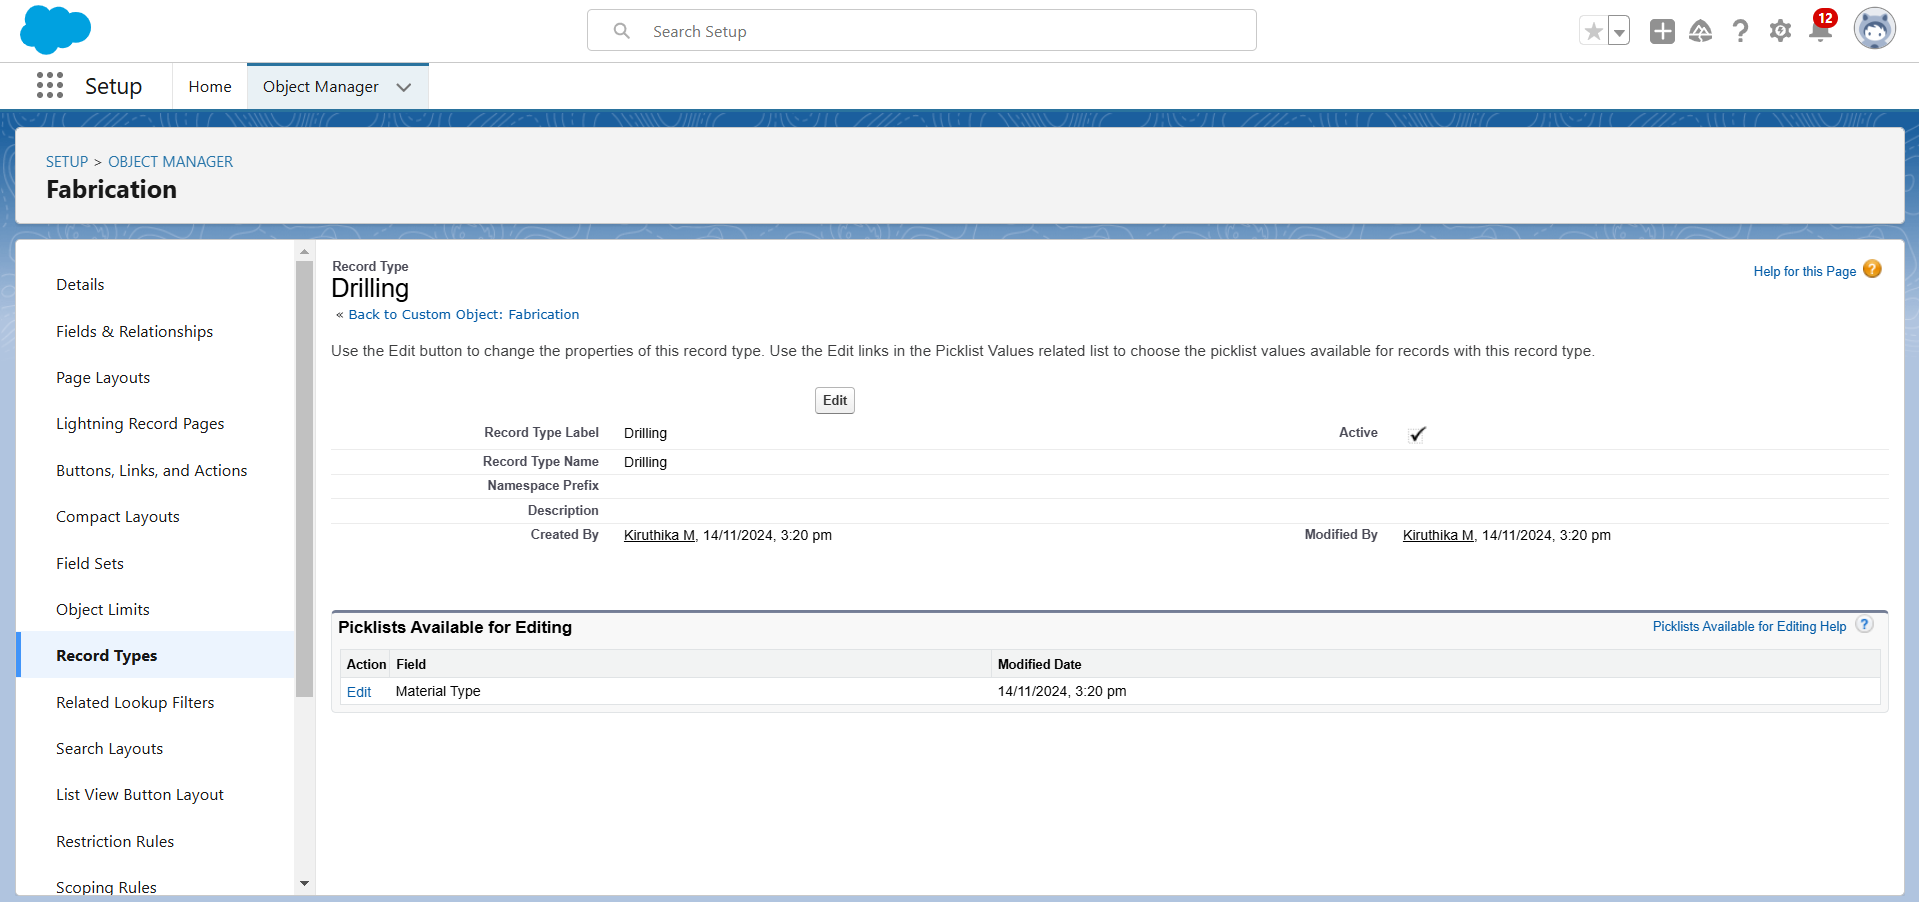 Search Setup
12
Setup
Home
Object Manager
SETUP > OBJECT MANAGER
Fabrication
Details
Fields & Relationships
Page Layouts
Lightning Record Pages
Buttons, Links, and Actions
Compact Layouts
Field Sets
Object Limits
Record Types
Related Lookup Filters
Search Layouts
List View Button Layout
Restriction Rules
Scoping Rules
Record Type
Drilling
Help for this Page ?
« Back to Custom Object: Fabrication
Use the Edit button to change the properties of this record type. Use the Edit links in the Picklist Values related list to choose the picklist values available for records with this record type.
Edit
Record Type Label Drilling Active
Record Type Name Drilling
Namespace Prefix
Description
Created By Kiruthika M, 14/11/2024, 3:20 pm Modified By Kiruthika M, 14/11/2024, 3:20 pm
Picklists Available for Editing
Picklists Available for Editing Help ?
Action Field Modified Date
Edit Material Type 14/11/2024, 3:20 pm